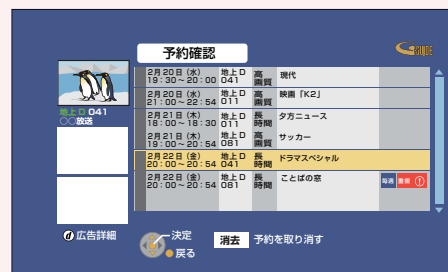 予約確認
GUIDE
2月20日(水) 地上D 高 現代
19:30～20:00 041 画質
2月20日(水) 地上D 高 映画「K2」
21:00～22:54 011 画質
2月21日(木) 地上D 長 夕方ニュース
18:00～18:30 011 時間
2月21日(木) 地上D 高 サッカー
19:00～20:54 081 画質
2月22日(金) 地上D 長 ドラマスペシャル
20:00～20:54 041 時間
2月22日(金) 地上D 長 ことばの窓 毎週 重複 !
20:00～20:54 081 時間
地上D 041
○○放送
d 広告詳細
決定
戻る
消去 予約を取り消す